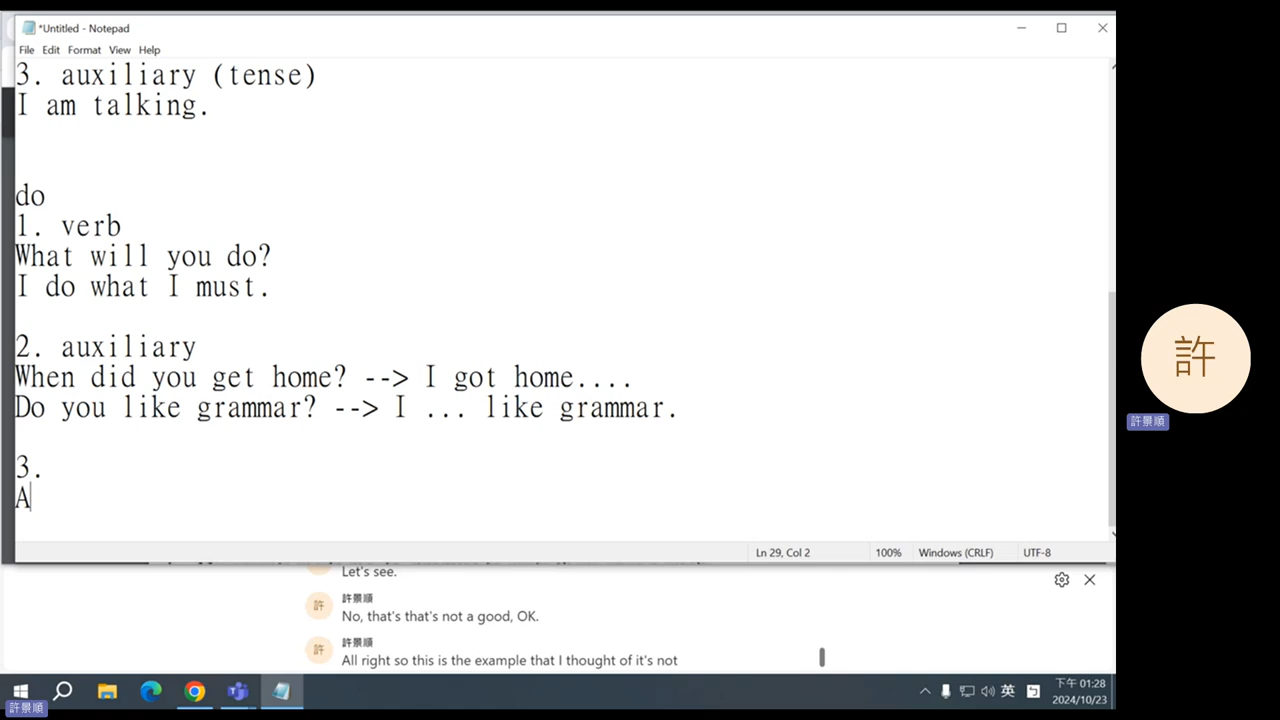 *Untitled - Notepad
File Edit Format View Help
3. auxiliary (tense)
I am talking.
do
1. verb
What will you do?
I do what I must.
2. auxiliary
When did you get home? --> I got home....
Do you like grammar? --> I ... like grammar.
3.
A
Ln 29, Col 2 100% Windows (CRLF) UTF-8
Let's see.
許景順
No, that's that's not a good, OK.
許景順
All right so this is the example that I thought of it's not
許
許景順
英
下午 01:28
2024/10/23
許景順